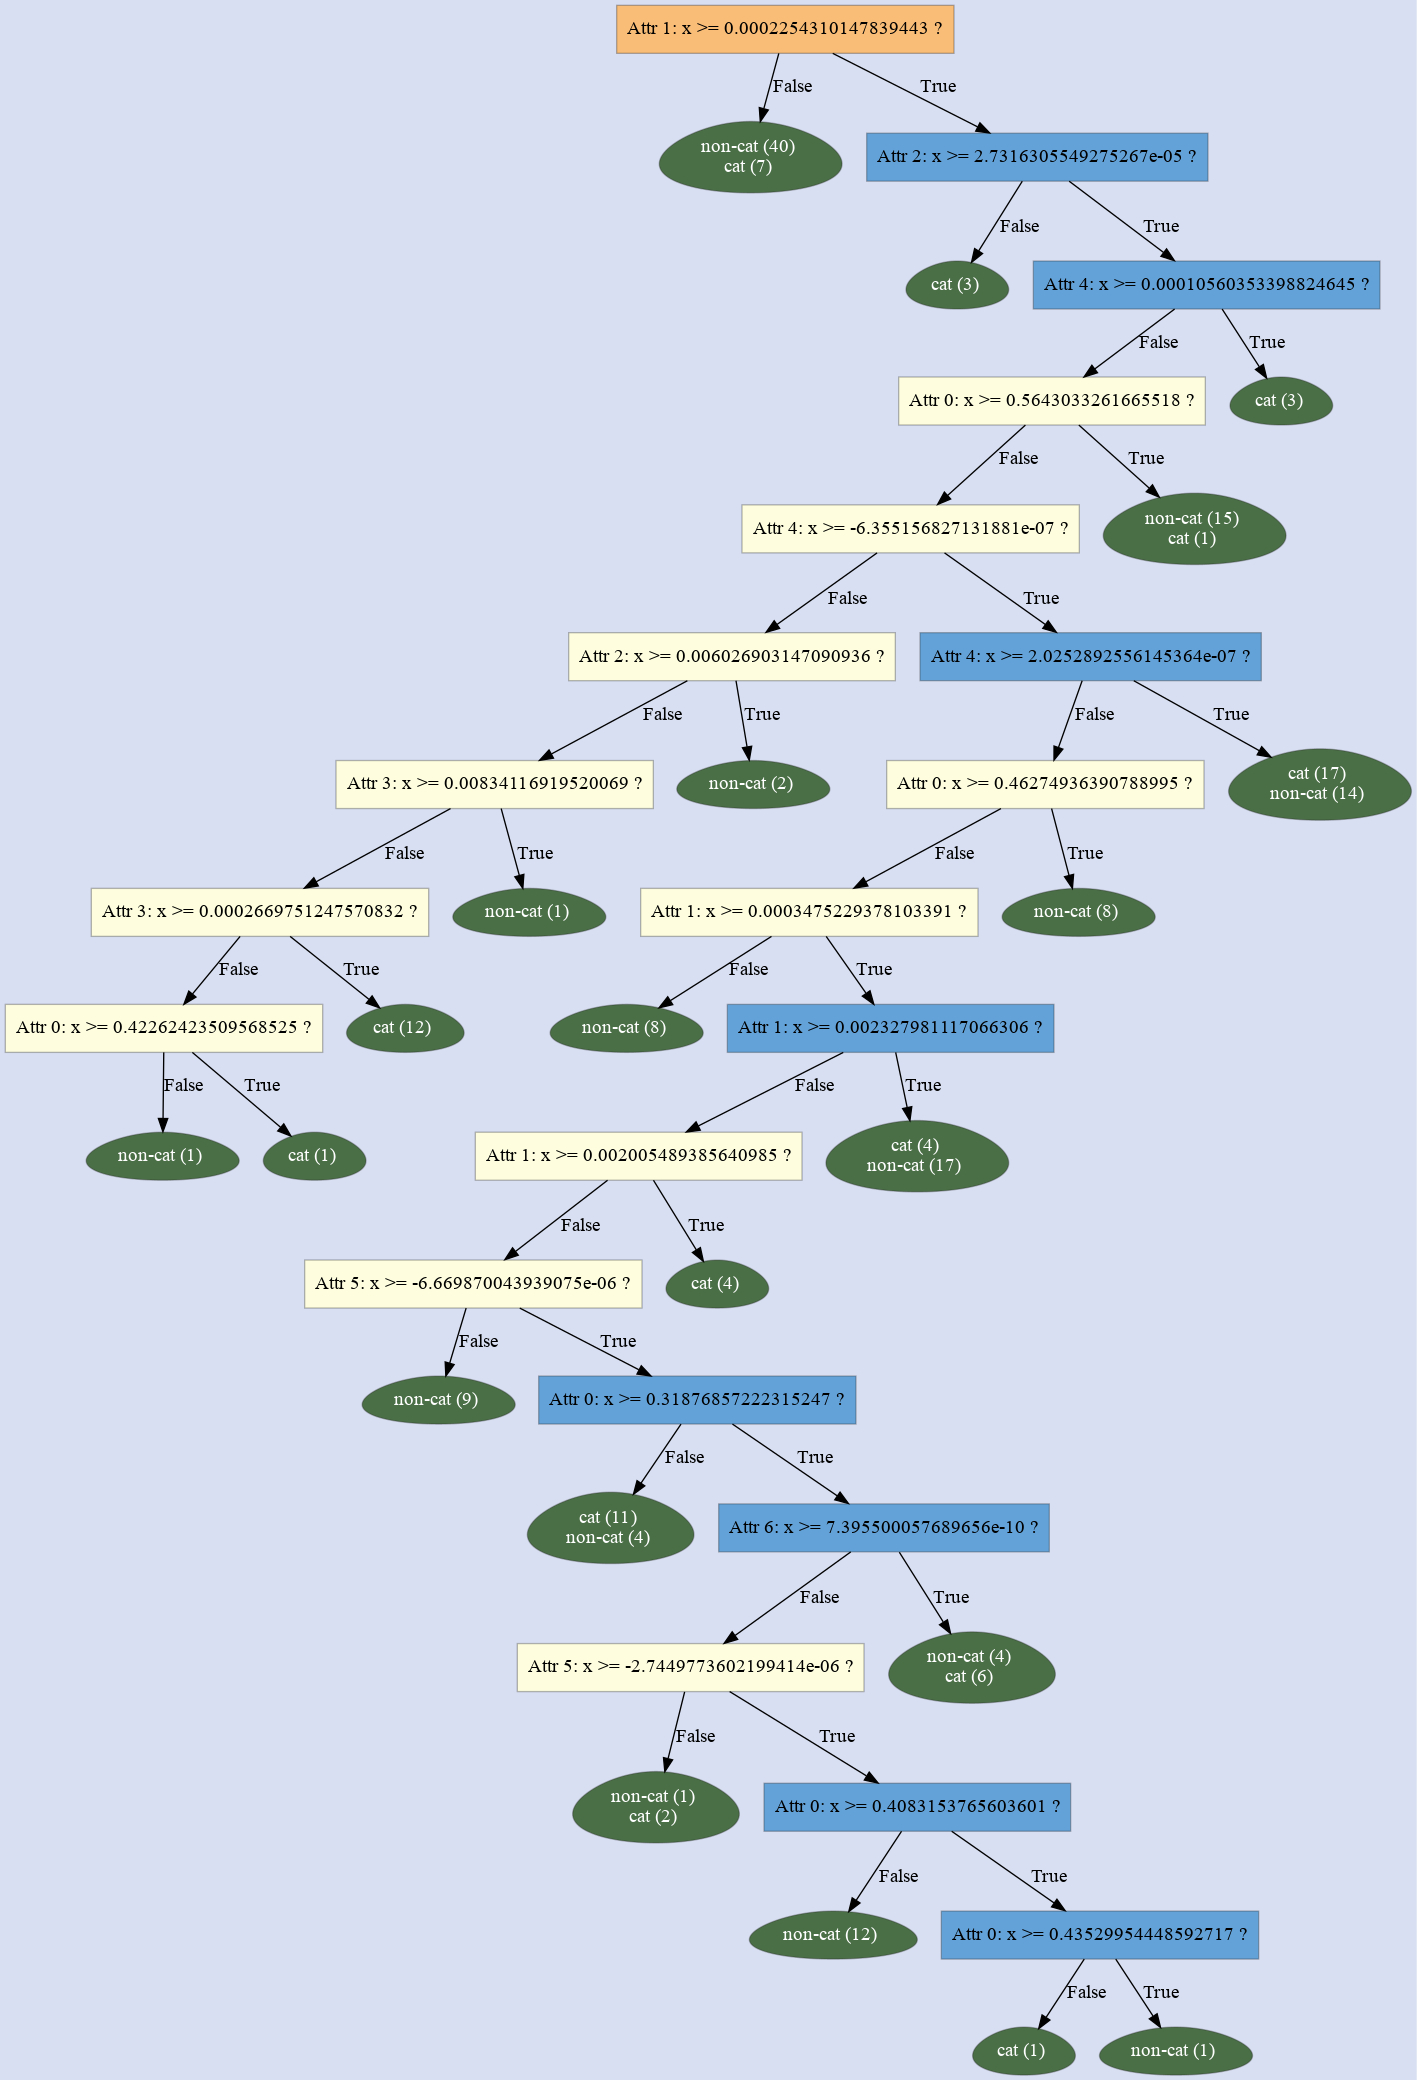 Attr 1: x >= 0.0002254310147839443 ?
False
True
non-cat (40)
cat (7)
Attr 2: x >= 2.7316305549275267e-05 ?
False
True
cat (3)
Attr 4: x >= 0.00010560353398824645 ?
False
True
Attr 0: x >= 0.5643033261665518 ?
cat (3)
False
True
Attr 4: x >= -6.355156827131881e-07 ?
non-cat (15)
cat (1)
False
True
Attr 2: x >= 0.006026903147090936 ?
Attr 4: x >= 2.0252892556145364e-07 ?
False
True
False
True
Attr 3: x >= 0.00834116919520069 ?
non-cat (2)
Attr 0: x >= 0.46274936390788995 ?
cat (17)
non-cat (14)
False
True
False
True
Attr 3: x >= 0.0002669751247570832 ?
non-cat (1)
Attr 1: x >= 0.0003475229378103391 ?
non-cat (8)
False
True
False
True
Attr 0: x >= 0.42262423509568525 ?
cat (12)
non-cat (8)
Attr 1: x >= 0.002327981117066306 ?
False
True
False
True
non-cat (1)
cat (1)
Attr 1: x >= 0.002005489385640985 ?
cat (4)
non-cat (17)
False
True
Attr 5: x >= -6.669870043939075e-06 ?
cat (4)
False
True
non-cat (9)
Attr 0: x >= 0.31876857222315247 ?
False
True
cat (11)
non-cat (4)
Attr 6: x >= 7.395500057689656e-10 ?
False
True
Attr 5: x >= -2.7449773602199414e-06 ?
non-cat (4)
cat (6)
False
True
non-cat (1)
cat (2)
Attr 0: x >= 0.4083153765603601 ?
False
True
non-cat (12)
Attr 0: x >= 0.43529954448592717 ?
False
True
cat (1)
non-cat (1)